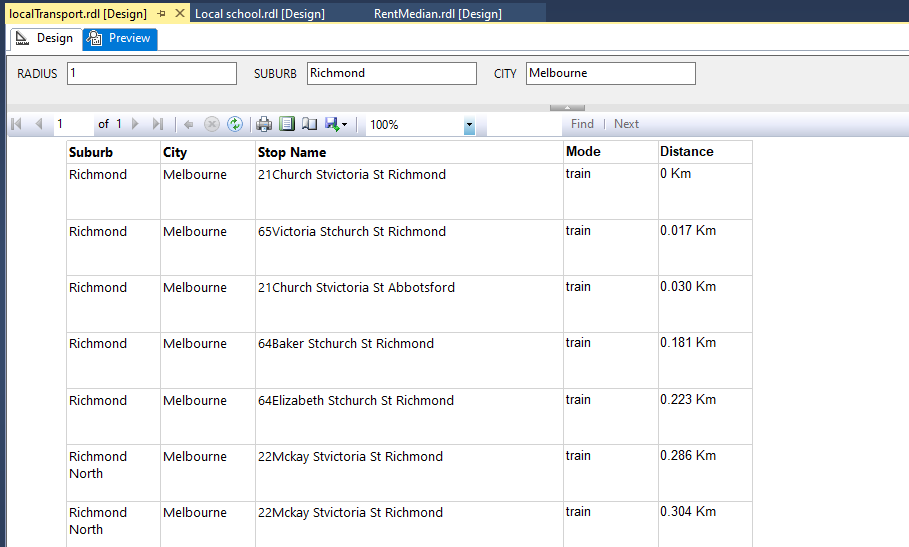 localTransport.rdl [Design] Local school.rdl [Design] RentMedian.rdl [Design]
Design Preview
RADIUS 1 SUBURB Richmond CITY Melbourne
1 of 1 100% Find | Next
Suburb City Stop Name Mode Distance
Richmond Melbourne 21Church Stvictoria St Richmond train 0 Km
Richmond Melbourne 65Victoria Stchurch St Richmond train 0.017 Km
Richmond Melbourne 21Church Stvictoria St Abbotsford train 0.030 Km
Richmond Melbourne 64Baker Stchurch St Richmond train 0.181 Km
Richmond Melbourne 64Elizabeth Stchurch St Richmond train 0.223 Km
Richmond Melbourne 22Mckay Stvictoria St Richmond train 0.286 Km
North
Richmond Melbourne 22Mckay Stvictoria St Richmond train 0.304 Km
North